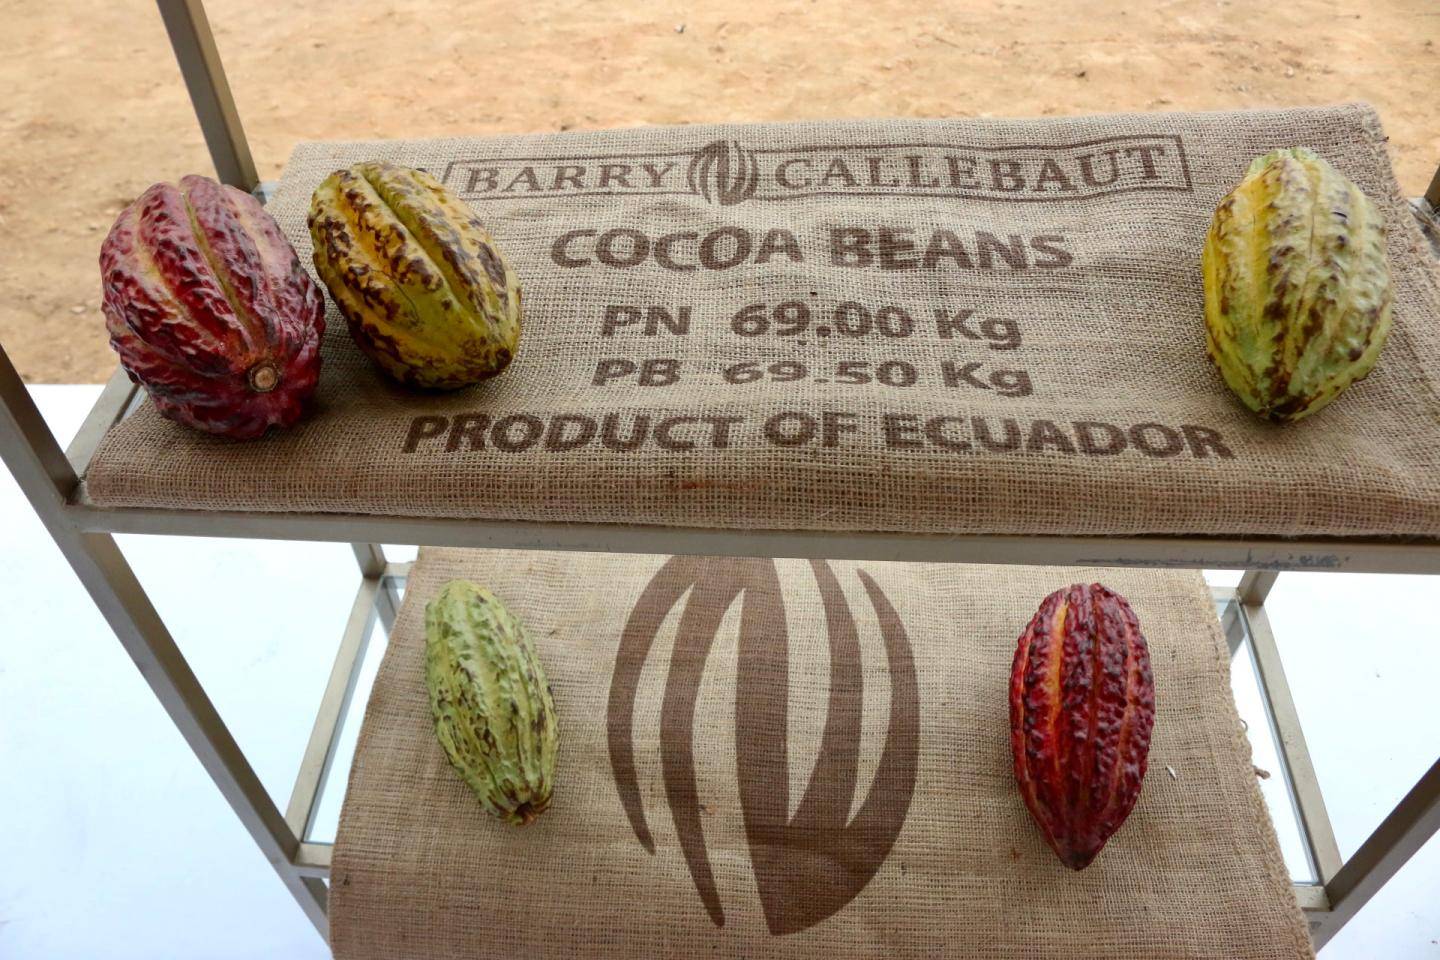 BARRY CALLEBAUT
COCOA BEANS
PN 69.00 Kg
PB 69.50 Kg
PRODUCT OF ECUADOR